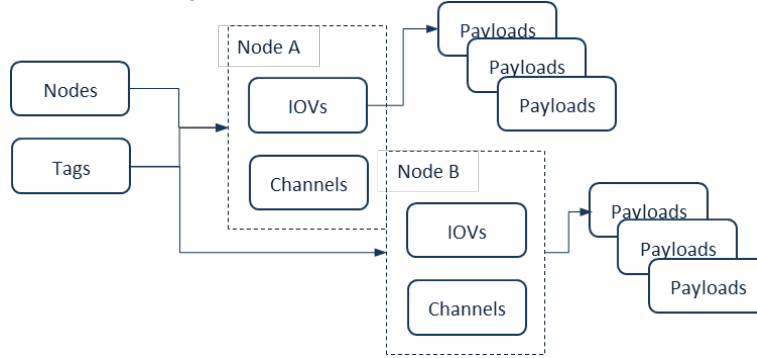 Node A
Payloads
Payloads
Payloads
Nodes
IOVs
Tags
Channels
Node B
IOVs
Channels
Payloads
Payloads
Payloads